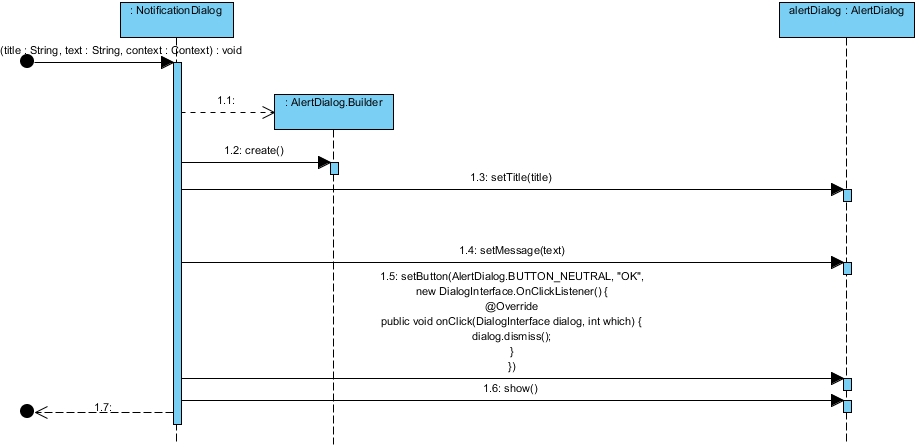 : NotificationDialog
alertDialog : AlertDialog
(title : String, text : String, context : Context) : void
1.1:
: AlertDialog.Builder
1.2: create()
1.3: setTitle(title)
1.4: setMessage(text)
1.5: setButton(AlertDialog.BUTTON_NEUTRAL, "OK",
new DialogInterface.OnClickListener() {
@Override
public void onClick(DialogInterface dialog, int which) {
dialog.dismiss();
}
})
1.6: show()
1.7: